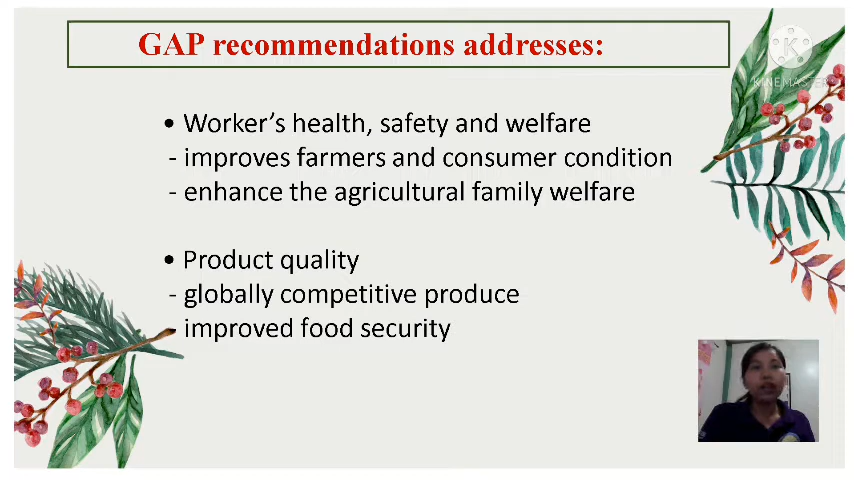 GAP recommendations addresses:
K
KINEMASTER
• Worker's health, safety and welfare
- improves farmers and consumer condition
- enhance the agricultural family welfare
• Product quality
- globally competitive produce
- improved food security